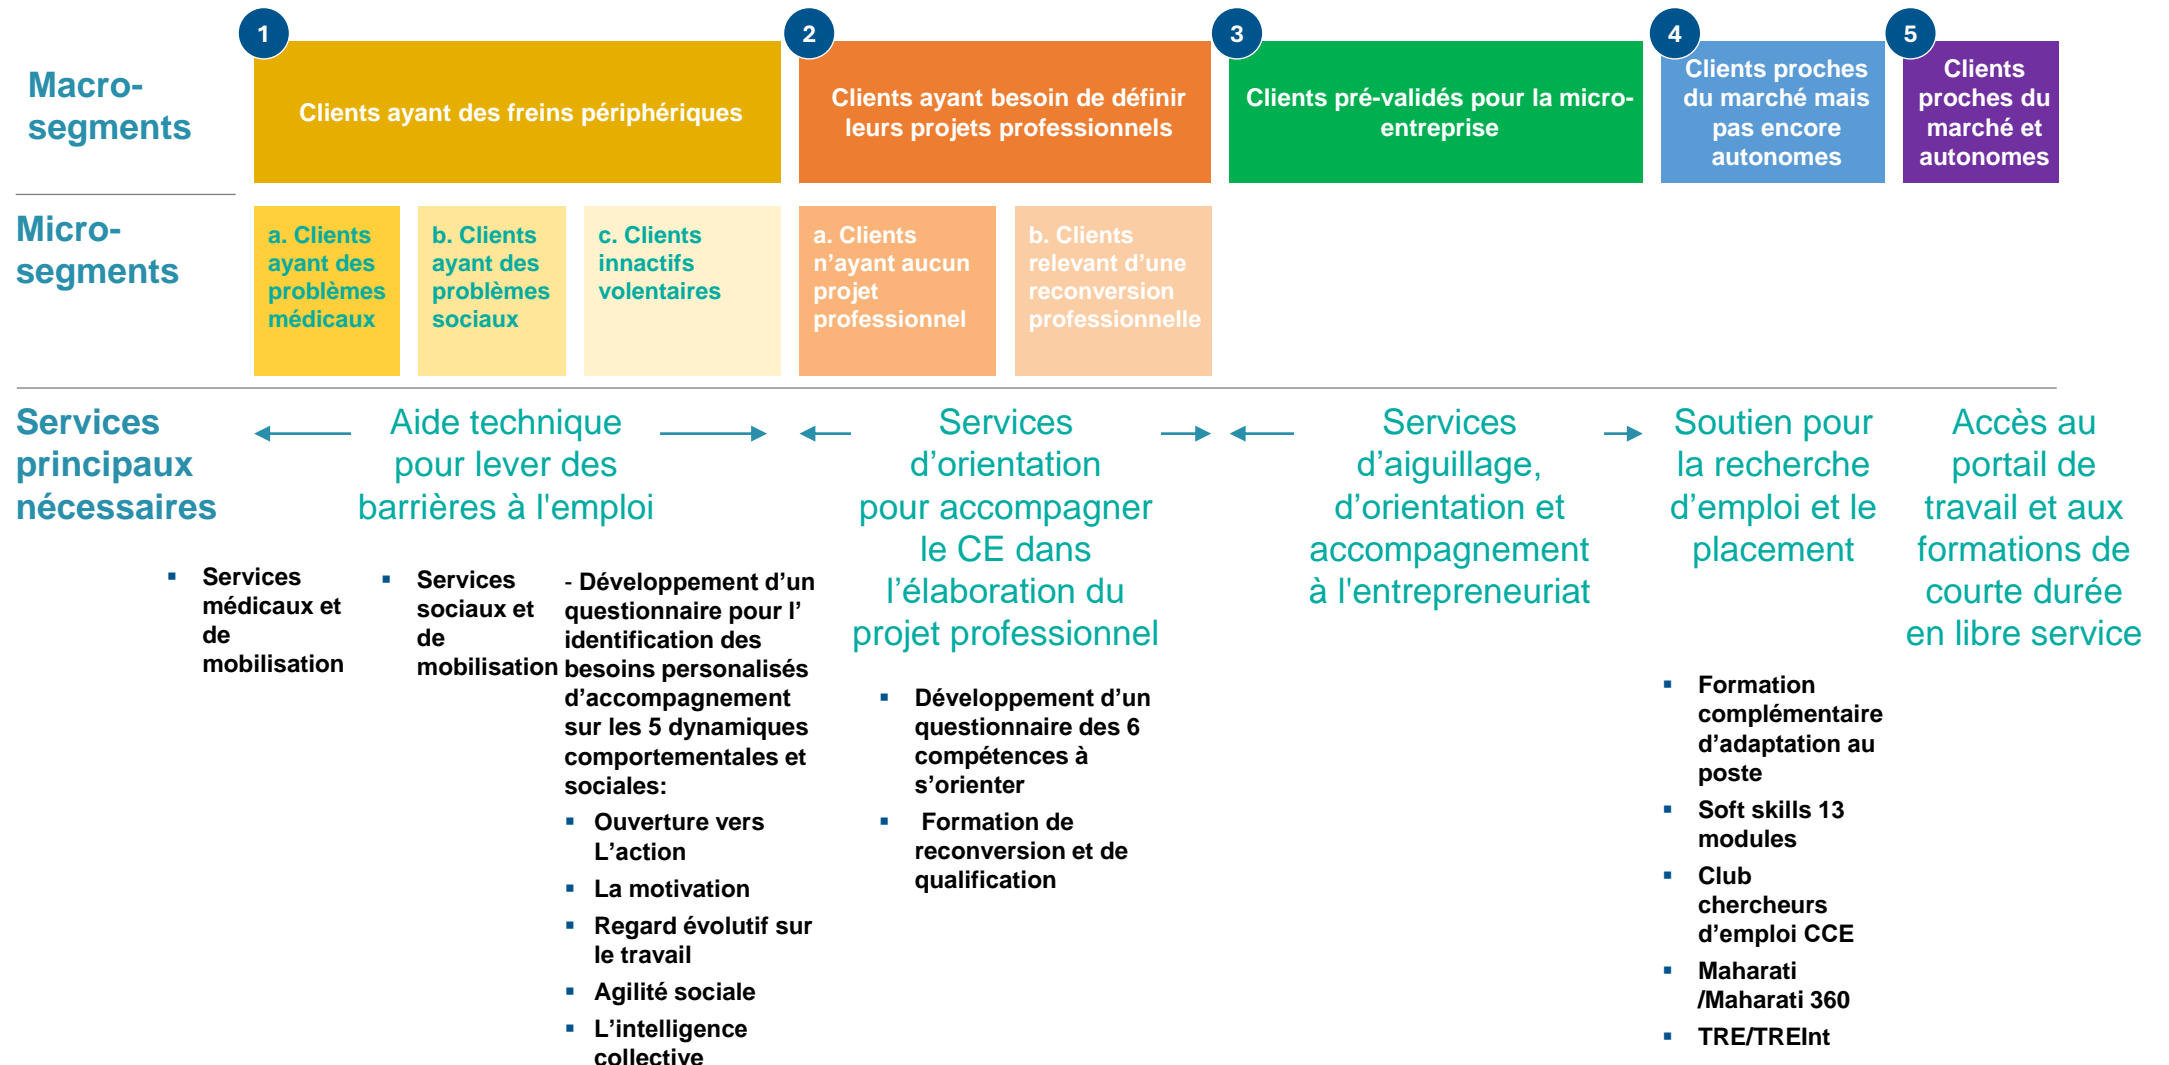 Macro-
segments
1
Clients ayant des freins périphériques
2
Clients ayant besoin de définir
leurs projets professionnels
3
Clients pré-validés pour la micro-
entreprise
4
Clients proches
du marché mais
pas encore
autonomes
5
Clients
proches du
marché et
autonomes
Micro-
segments
a. Clients
ayant des
problèmes
médicaux
b. Clients
ayant des
problèmes
sociaux
c. Clients
innactifs
volentaires
a. Clients
n’ayant aucun
projet
professionnel
b. Clients
relevant d’une
reconversion
professionnelle
Services
principaux
nécessaires
Aide technique
pour lever des
barrières à l'emploi
▪ Services
médicaux et
de
mobilisation
▪ Services
sociaux et
de
mobilisation
- Développement d’un
questionnaire pour l’
identification des
besoins personalisés
d’accompagnement
sur les 5 dynamiques
comportementales et
sociales:
▪ Ouverture vers
L’action
▪ La motivation
▪ Regard évolutif sur
le travail
▪ Agilité sociale
▪ L’intelligence
collective
Services
d’orientation
pour accompagner
le CE dans
l’élaboration du
projet professionnel
▪ Développement d’un
questionnaire des 6
compétences à
s’orienter
▪ Formation de
reconversion et de
qualification
Services
d’aiguillage,
d’orientation et
accompagnement
à l'entrepreneuriat
Soutien pour
la recherche
d’emploi et le
placement
▪ Formation
complémentaire
d’adaptation au
poste
▪ Soft skills 13
modules
▪ Club
chercheurs
d’emploi CCE
▪ Maharati
/Maharati 360
▪ TRE/TREInt
Accès au
portail de
travail et aux
formations de
courte durée
en libre service